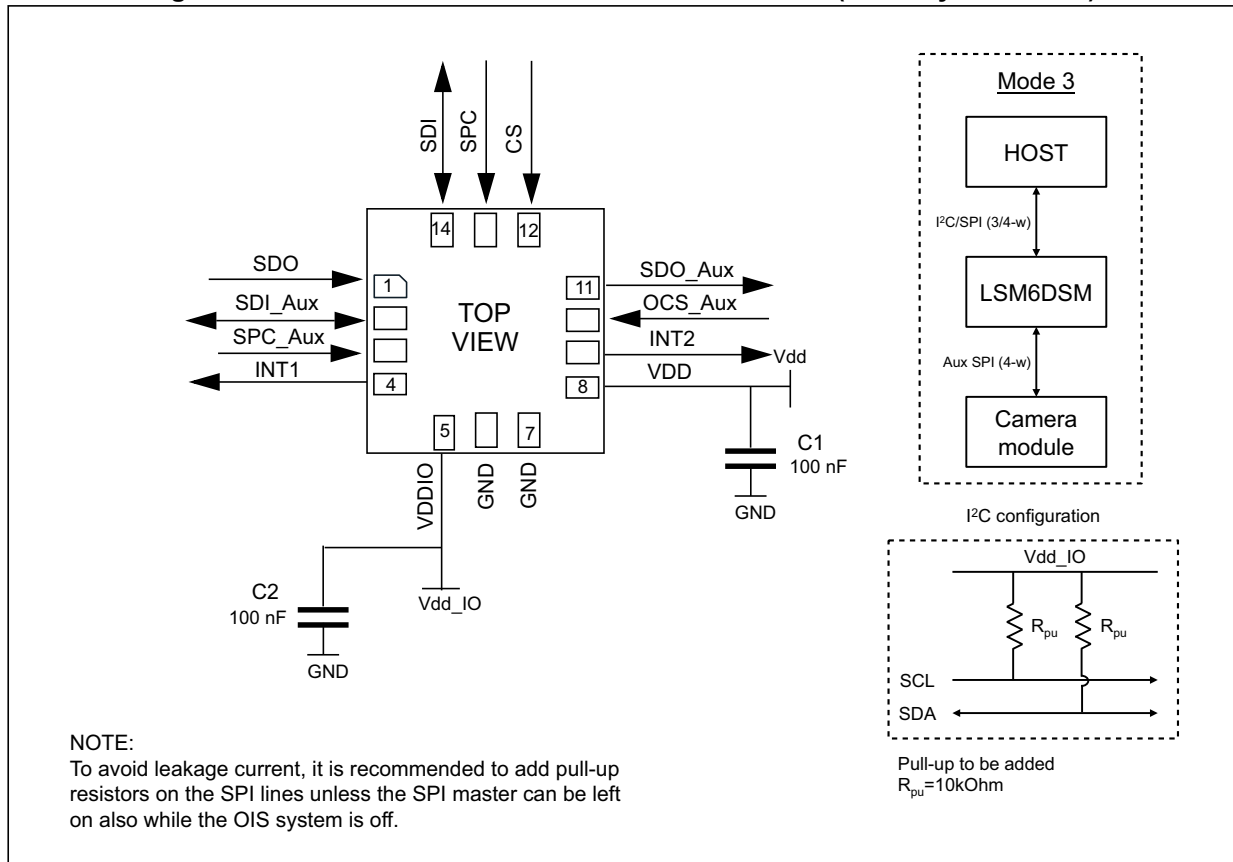 SDI
SPC
CS
14
12
SDO
1
SDI_Aux
SPC_Aux
INT1
4
TOP
VIEW
11
SDO_Aux
OCS_Aux
INT2
Vdd
VDD
8
5
7
VDDIO
GND
GND
C1
100 nF
GND
C2
100 nF
GND
Vdd_IO
Mode 3
HOST
I²C/SPI (3/4-w)
LSM6DSM
Aux SPI (4-w)
Camera
module
I²C configuration
Vdd_IO
Rpu
Rpu
SCL
SDA
Pull-up to be added
Rpu=10kOhm
NOTE:
To avoid leakage current, it is recommended to add pull-up
resistors on the SPI lines unless the SPI master can be left
on also while the OIS system is off.